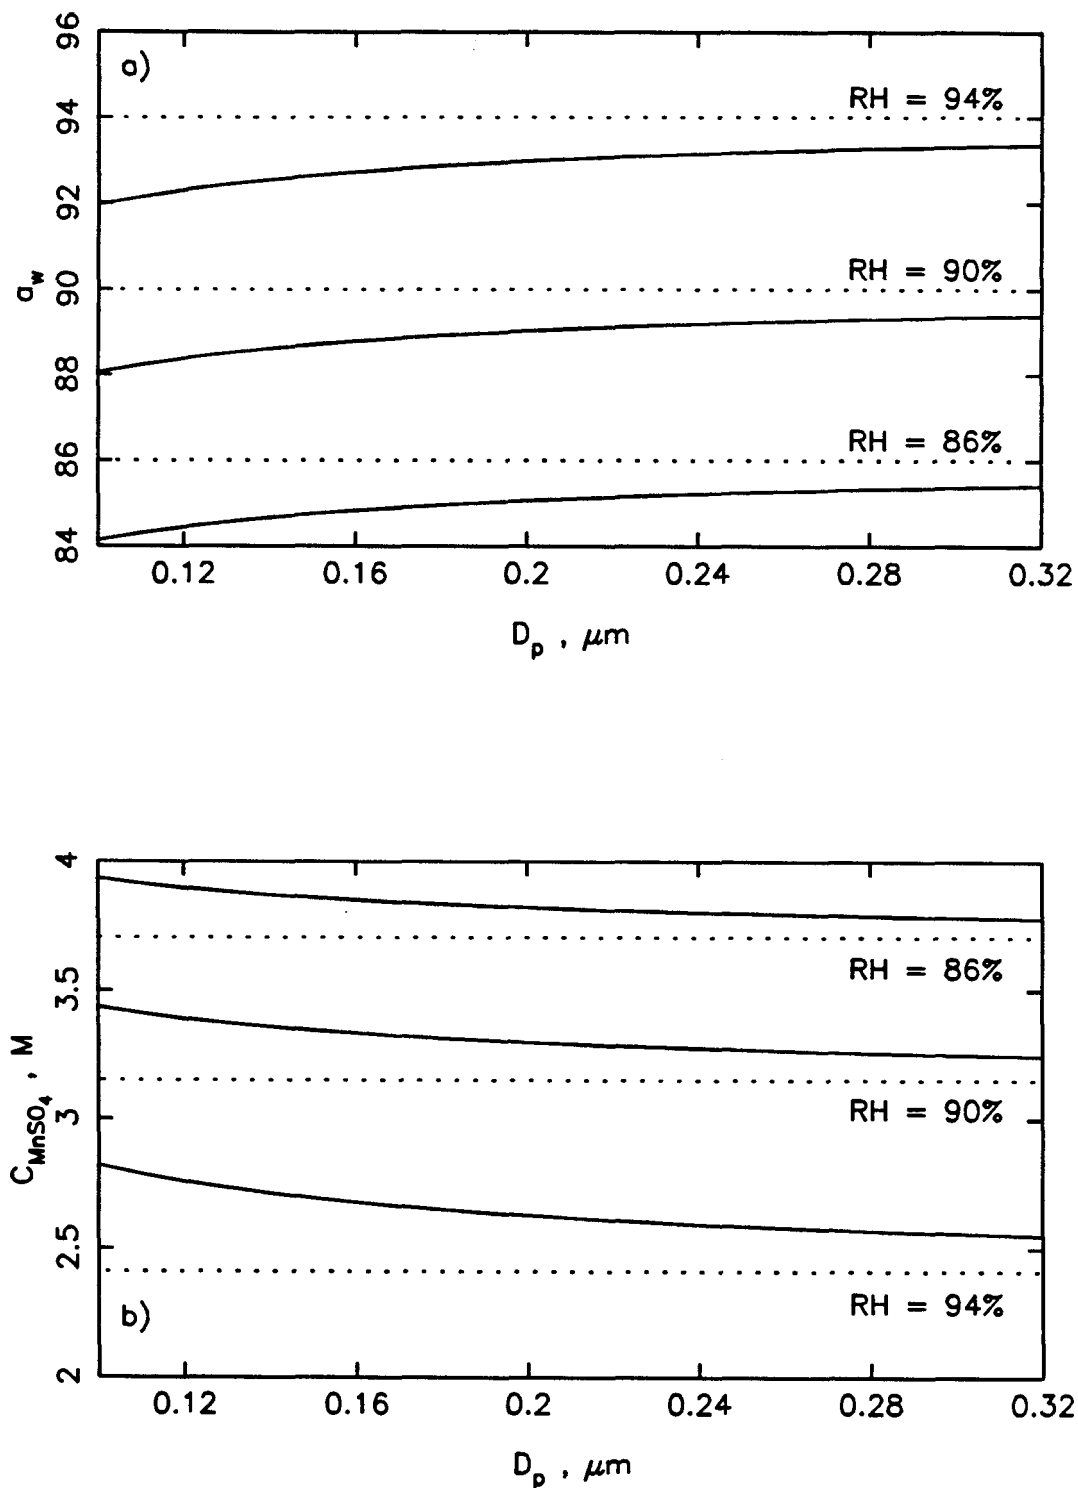 a)
96
94
92
90
88
86
84
a_w
RH = 94%
RH = 90%
RH = 86%
0.12 0.16 0.2 0.24 0.28 0.32
D_p , μm
4
3.5
3
2.5
2
C_MnSO₄ , M
RH = 86%
RH = 90%
RH = 94%
b)
0.12 0.16 0.2 0.24 0.28 0.32
D_p , μm